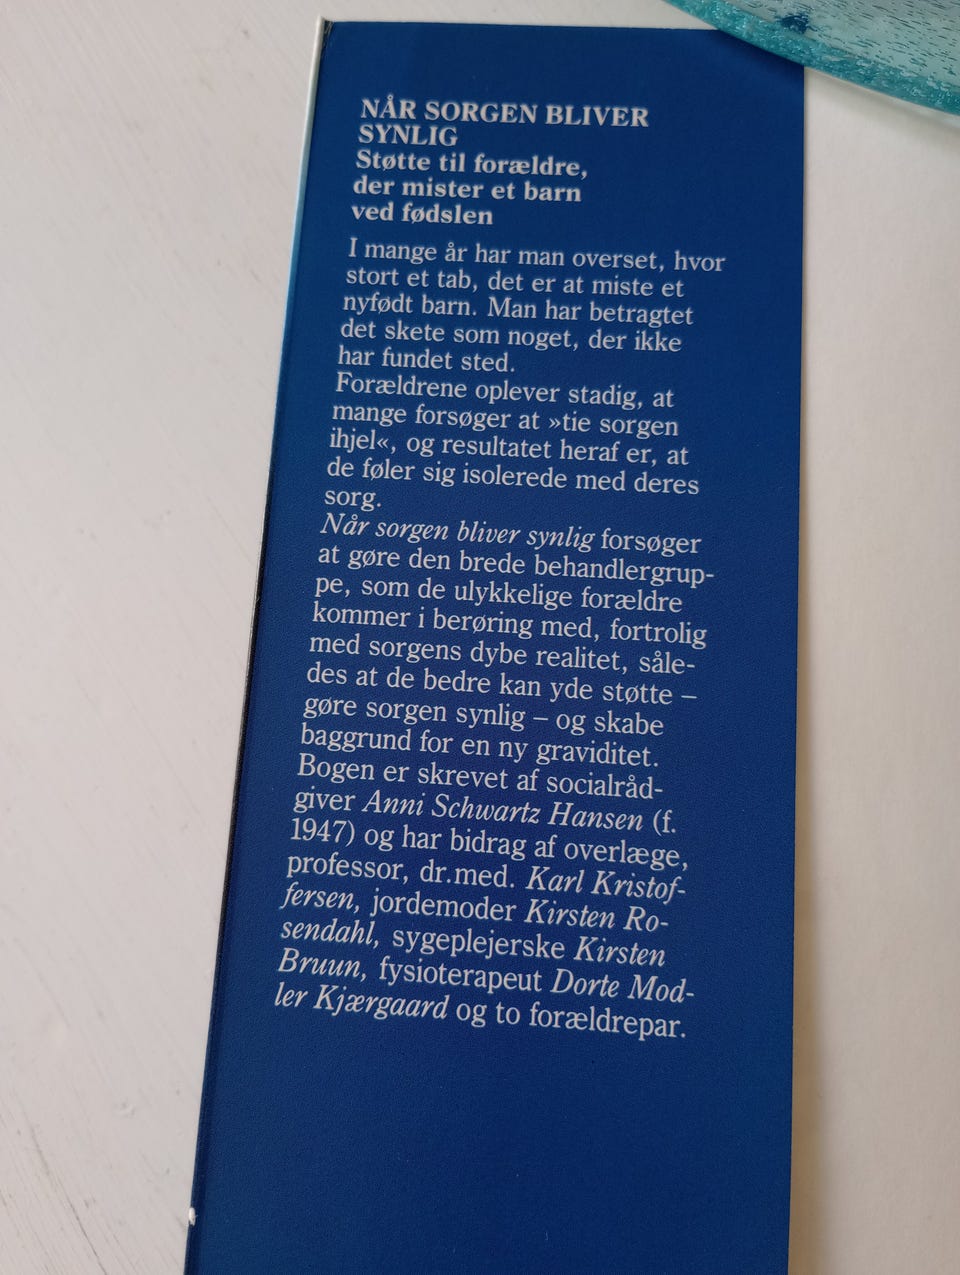 NÅR SORGEN BLIVER
SYNLIG
Støtte til forældre,
der mister et barn
ved fødslen
I mange år har man overset, hvor
stort et tab, det er at miste et
nyfødt barn. Man har betragtet
det skete som noget, der ikke
har fundet sted.
Forældrene oplever stadig, at
mange forsøger at »tie sorgen
ihjel«, og resultatet heraf er, at
de føler sig isolerede med deres
sorg.
Når sorgen bliver synlig forsøger
at gøre den brede behandlergrup-
pe, som de ulykkelige forældre
kommer i berøring med, fortrolig
med sorgens dybe realitet, såle-
des at de bedre kan yde støtte –
gøre sorgen synlig – og skabe
baggrund for en ny graviditet.
Bogen er skrevet af socialråd-
giver Anni Schwartz Hansen (f.
1947) og har bidrag af overlæge,
professor, dr.med. Karl Kristof-
fersen, jordemoder Kirsten Ro-
sendahl, sygeplejerske Kirsten
Bruun, fysioterapeut Dorte Mod-
ler Kjærgaard og to forældrepar.